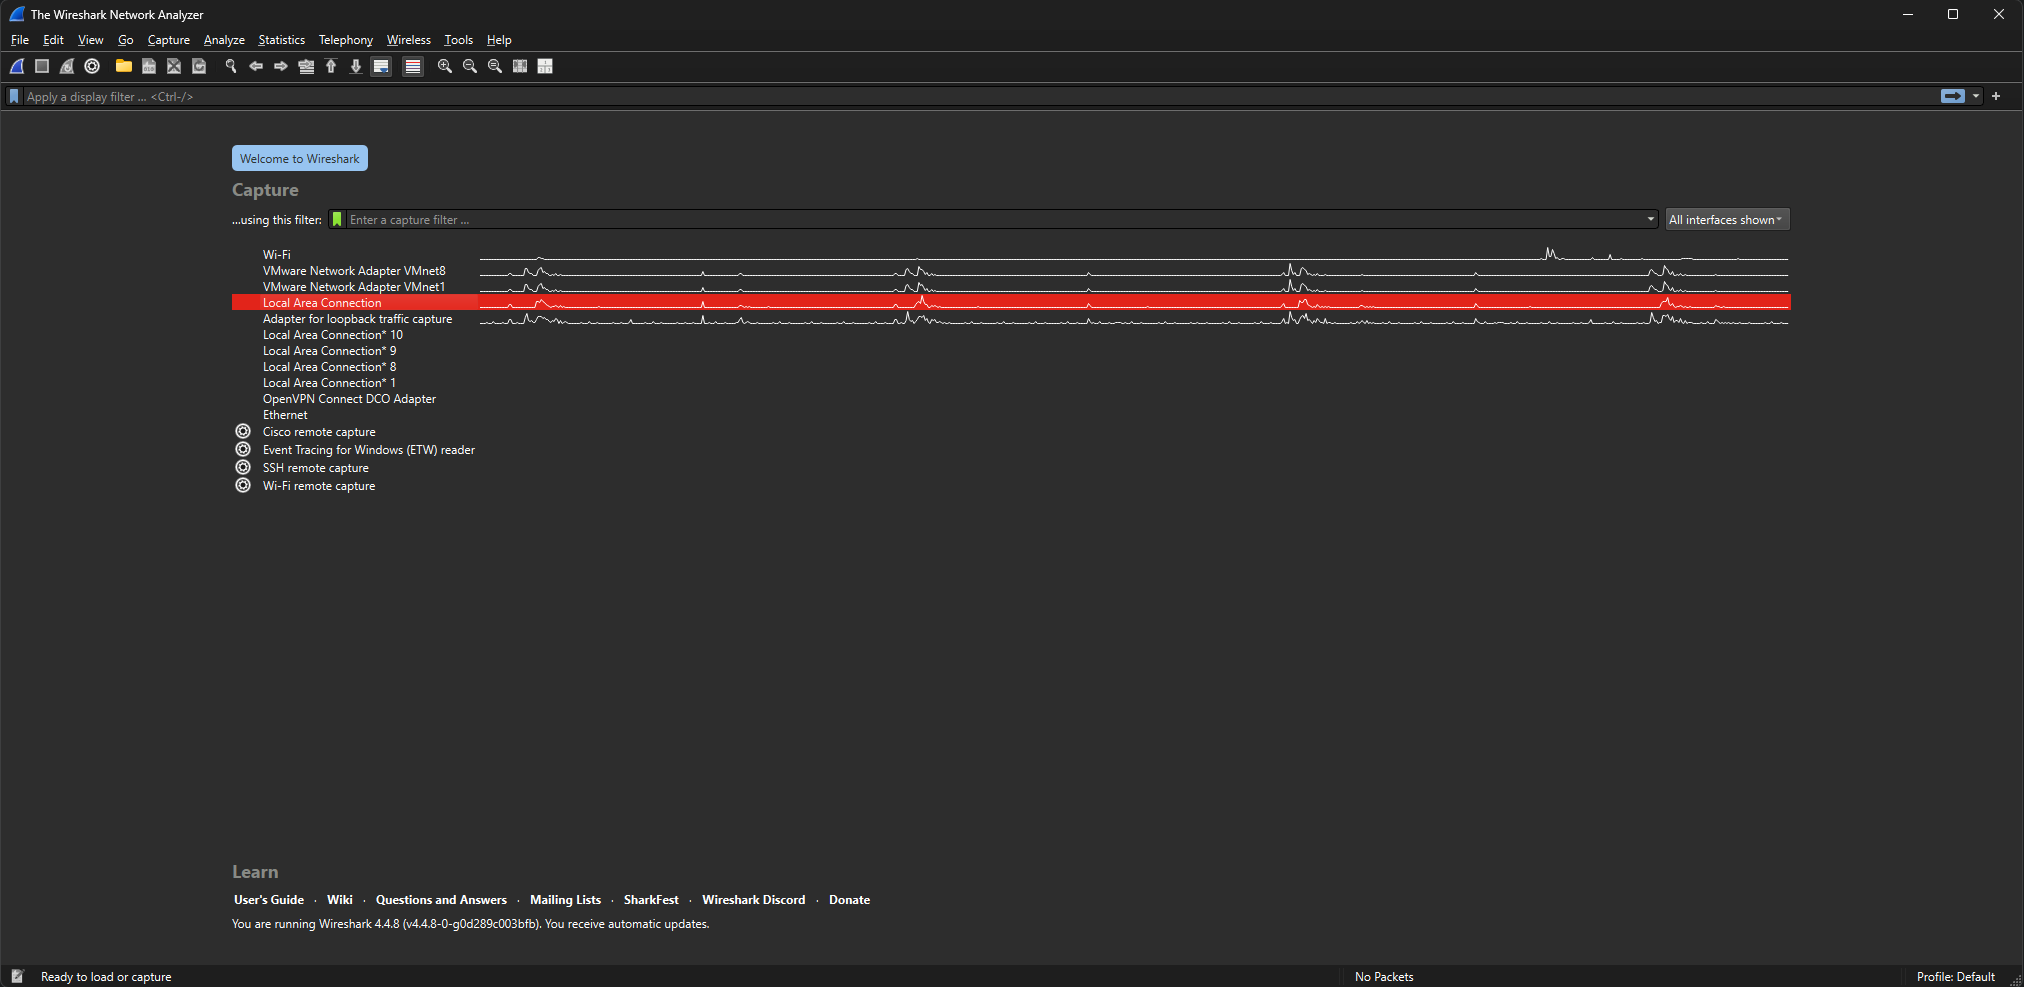 The Wireshark Network Analyzer
File Edit View Go Capture Analyze Statistics Telephony Wireless Tools Help
Apply a display filter ... <Ctrl-/>
Welcome to Wireshark
Capture
...using this filter: Enter a capture filter ... All interfaces shown
Wi-Fi
VMware Network Adapter VMnet8
VMware Network Adapter VMnet1
Local Area Connection
Adapter for loopback traffic capture
Local Area Connection* 10
Local Area Connection* 9
Local Area Connection* 8
Local Area Connection* 1
OpenVPN Connect DCO Adapter
Ethernet
Cisco remote capture
Event Tracing for Windows (ETW) reader
SSH remote capture
Wi-Fi remote capture
Learn
User's Guide · Wiki · Questions and Answers · Mailing Lists · SharkFest · Wireshark Discord · Donate
You are running Wireshark 4.4.8 (v4.4.8-0-g0d289c003bfb). You receive automatic updates.
Ready to load or capture No Packets Profile: Default